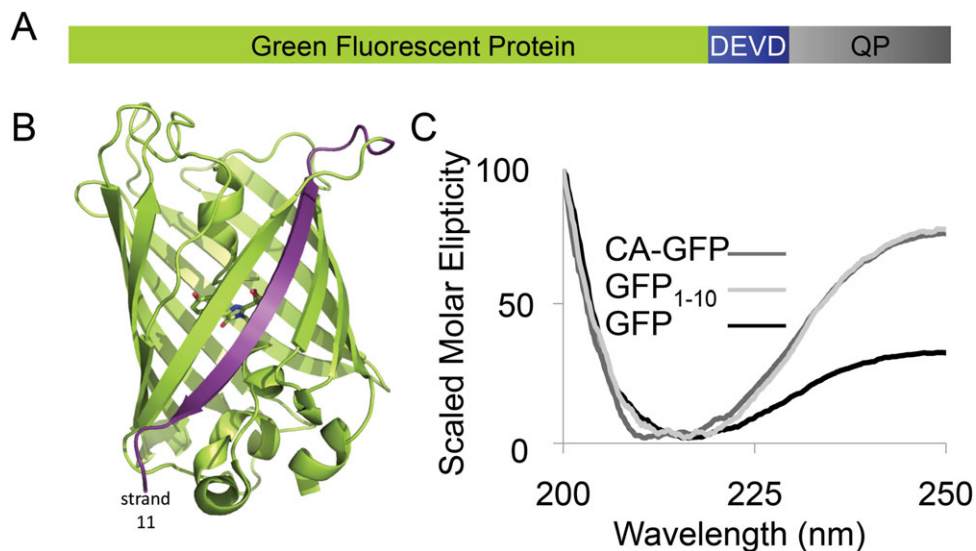 A
Green Fluorescent Protein DEVD QP
B
strand
11
C
Scaled Molar Elipticity
100
50
0
CA-GFP
GFP1-10
GFP
200 225 250
Wavelength (nm)